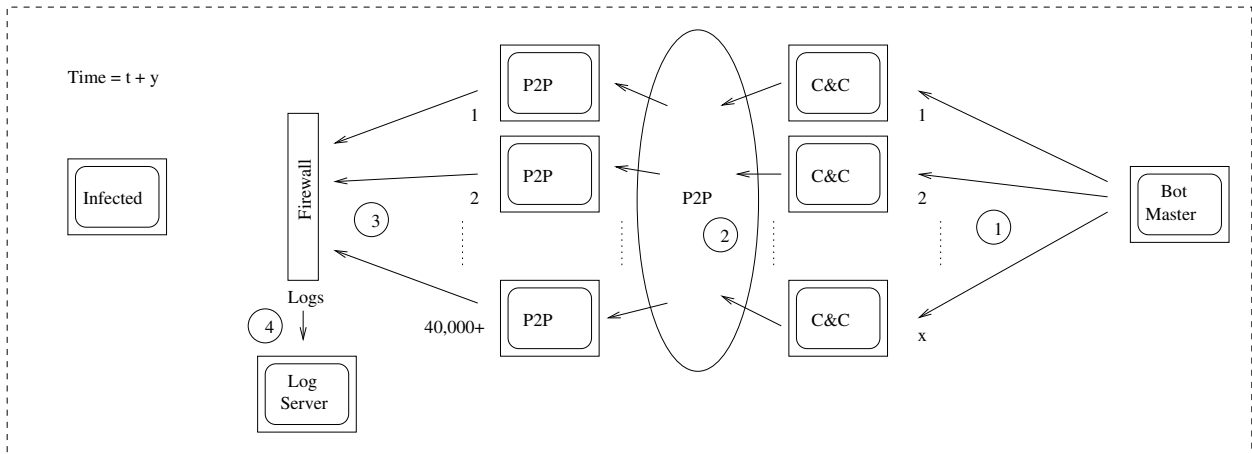 Time = t + y
Infected
Firewall
Logs
4
Log
Server
3
1
2
40,000+
P2P
P2P
P2P
P2P
2
C&C
C&C
C&C
1
2
x
1
Bot
Master